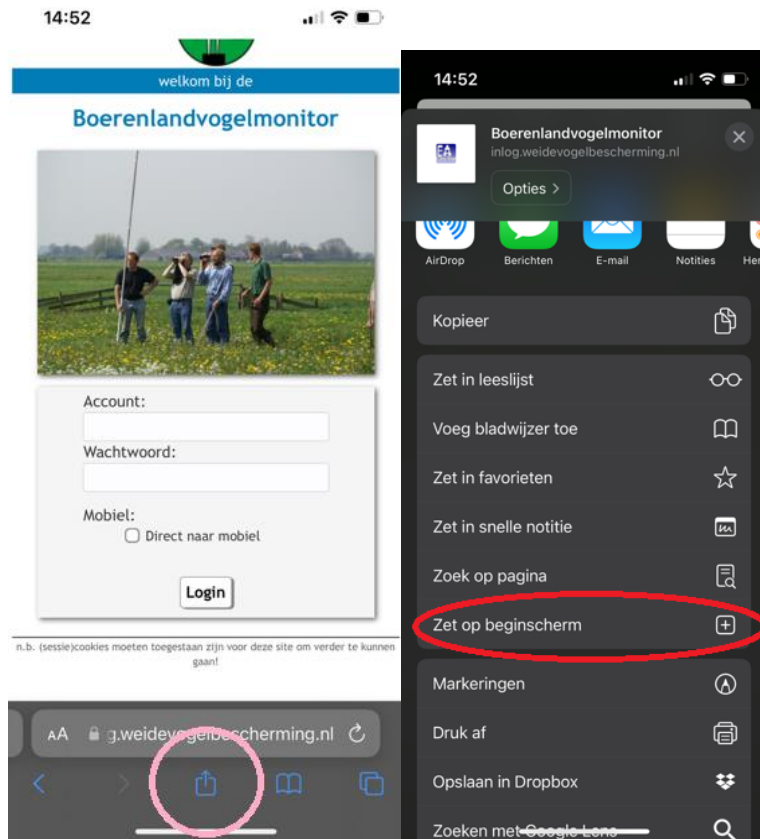 14:52
welkom bij de
Boerenlandvogelmonitor
Account:
Wachtwoord:
Mobiel:
Direct naar mobiel
Login
n.b. (sessie)cookies moeten toegestaan zijn voor deze site om verder te kunnen
gaan!
AA g.weidevogelbescherming.nl
14:52
EA
Boerenlandvogelmonitor
inlog.weidevogelbescherming.nl
Opties >
AirDrop Berichten E-mail Notities Her
Kopieer
Zet in leeslijst
Voeg bladwijzer toe
Zet in favorieten
Zet in snelle notitie
Zoek op pagina
Zet op beginscherm
Markeringen
Druk af
Opslaan in Dropbox
Zoeken met Google Lens